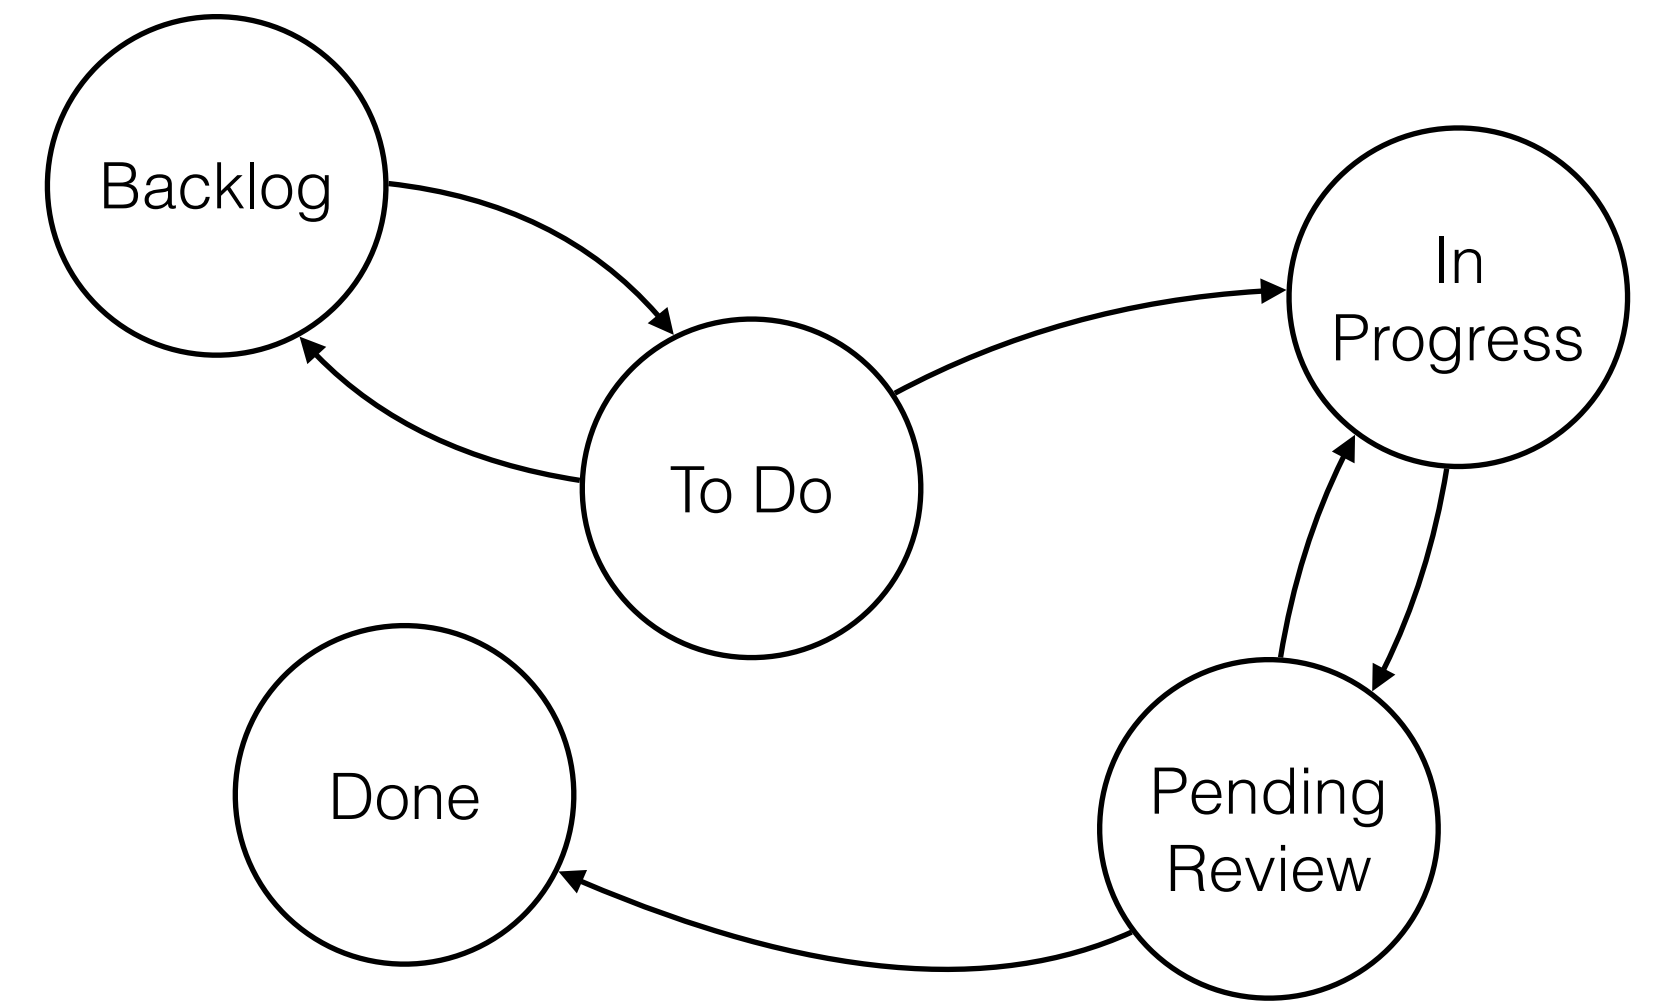 Backlog
In
Progress
To Do
Done
Pending
Review